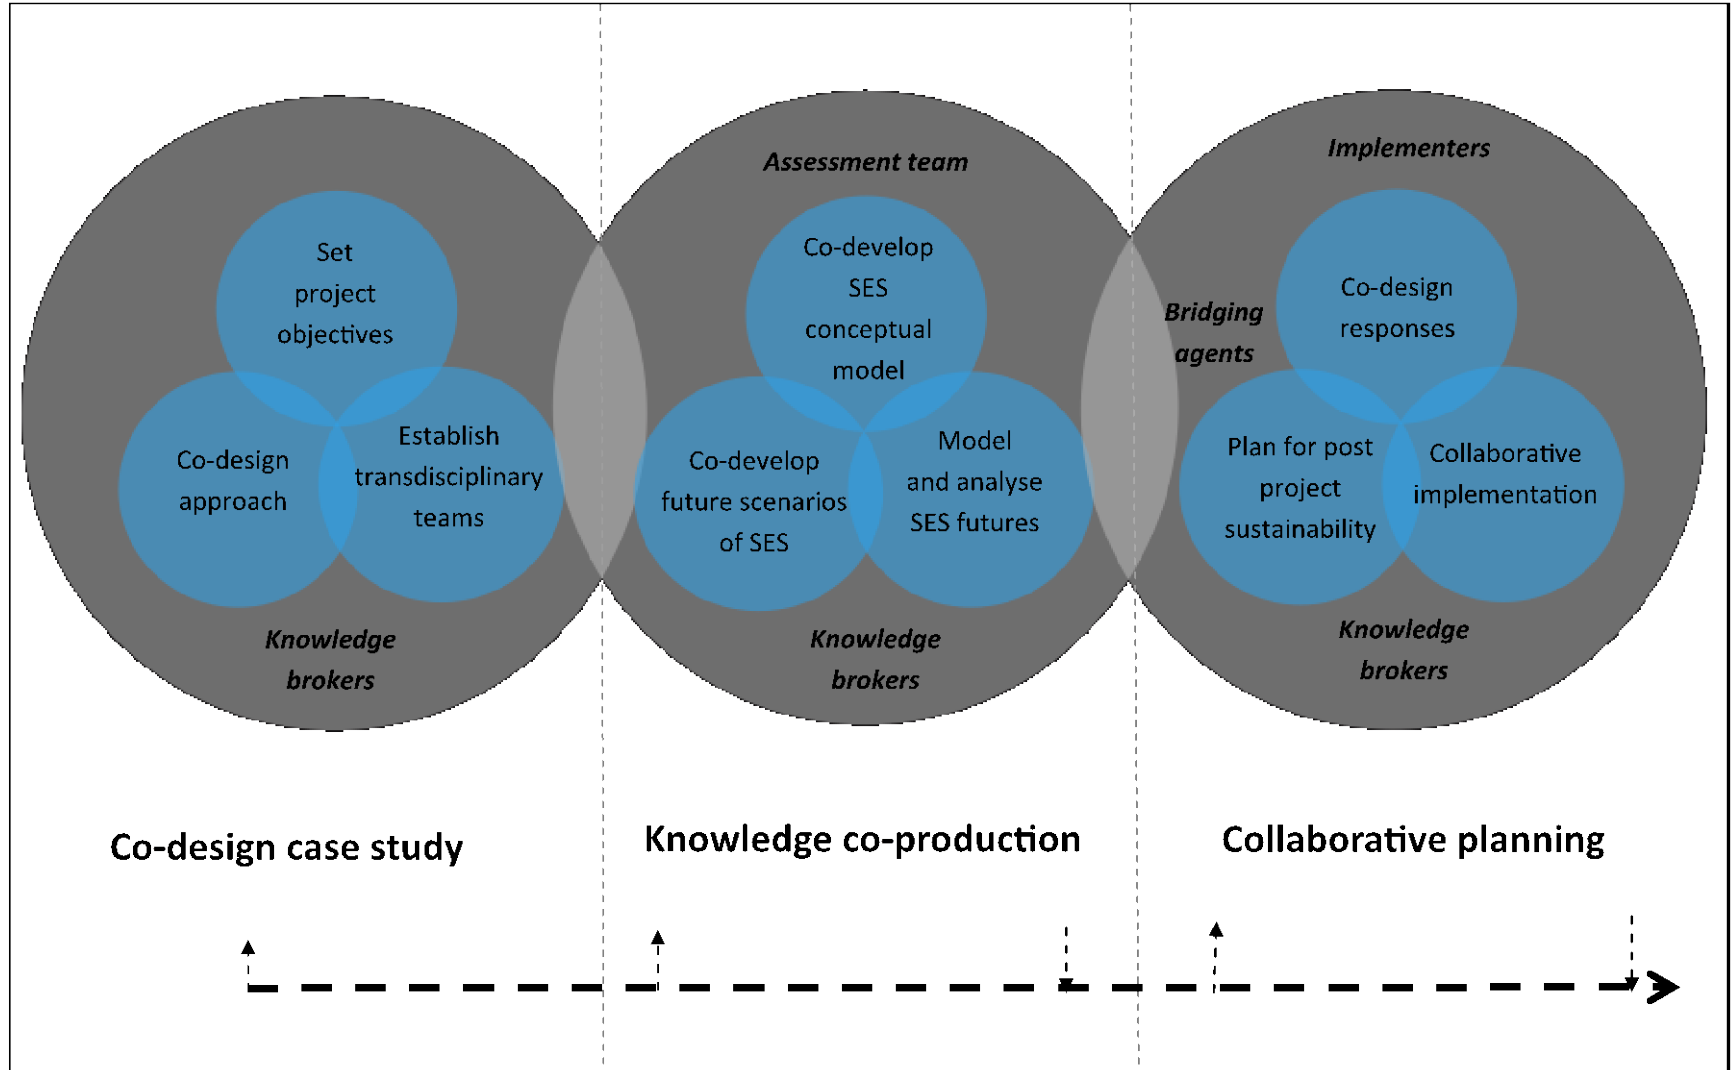 Set
project
objectives
Co-design
approach
Establish
transdisciplinary
teams
Knowledge
brokers
Assessment team
Co-develop
SES
conceptual
model
Co-develop
future scenarios
of SES
Model
and analyse
SES futures
Knowledge
brokers
Implementers
Bridging
agents
Co-design
responses
Plan for post
project
sustainability
Collaborative
implementation
Knowledge
brokers
Co-design case study
Knowledge co-production
Collaborative planning